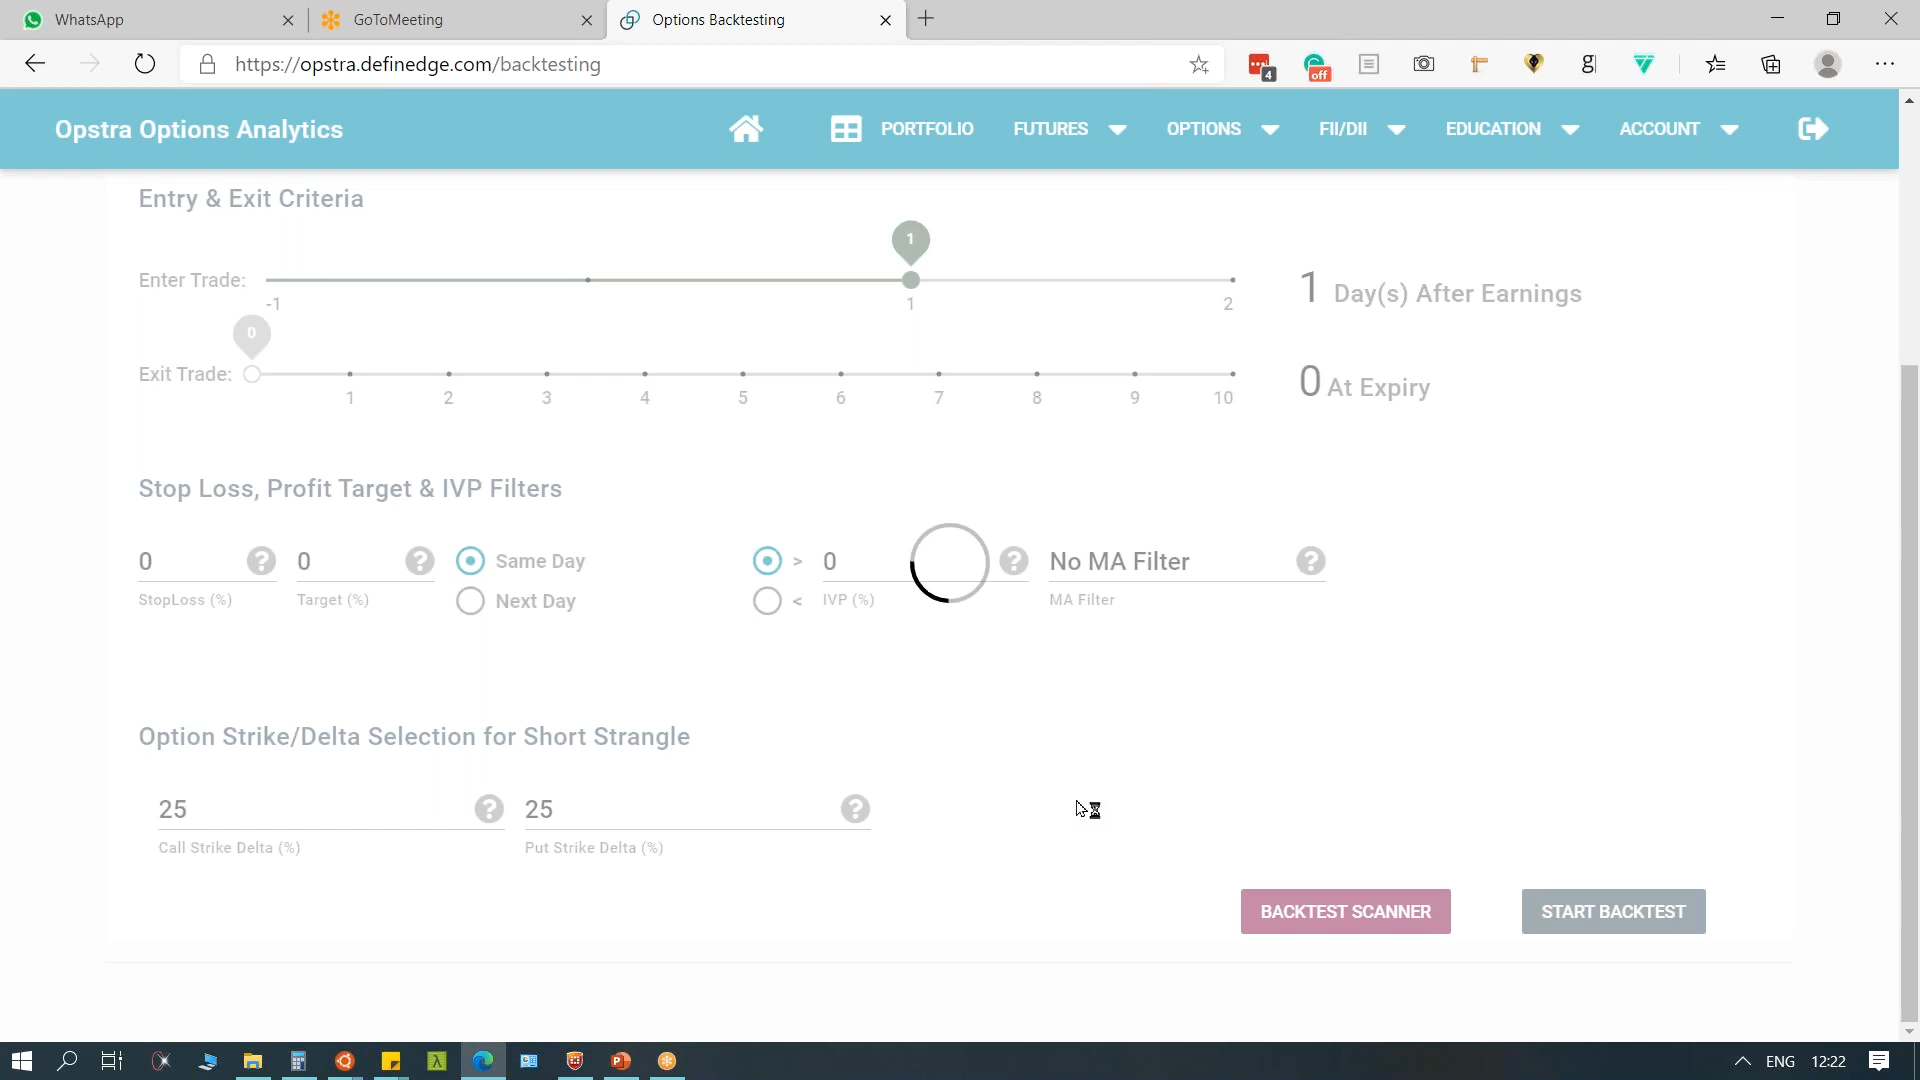 WhatsApp
GoToMeeting
Options Backtesting
https://opstra.definedge.com/backtesting
4
off
g
Opstra Options Analytics
PORTFOLIO
FUTURES
OPTIONS
FII/DII
EDUCATION
ACCOUNT
Entry & Exit Criteria
1
Enter Trade:
-1
1
2
1 Day(s) After Earnings
0
Exit Trade:
1
2
3
4
5
6
7
8
9
10
0 At Expiry
Stop Loss, Profit Target & IVP Filters
0
?
0
?
Same Day
>
0
?
No MA Filter
?
StopLoss (%)
Target (%)
Next Day
<
IVP (%)
MA Filter
Option Strike/Delta Selection for Short Strangle
25
?
25
?
Call Strike Delta (%)
Put Strike Delta (%)
BACKTEST SCANNER
START BACKTEST
ENG
12:22